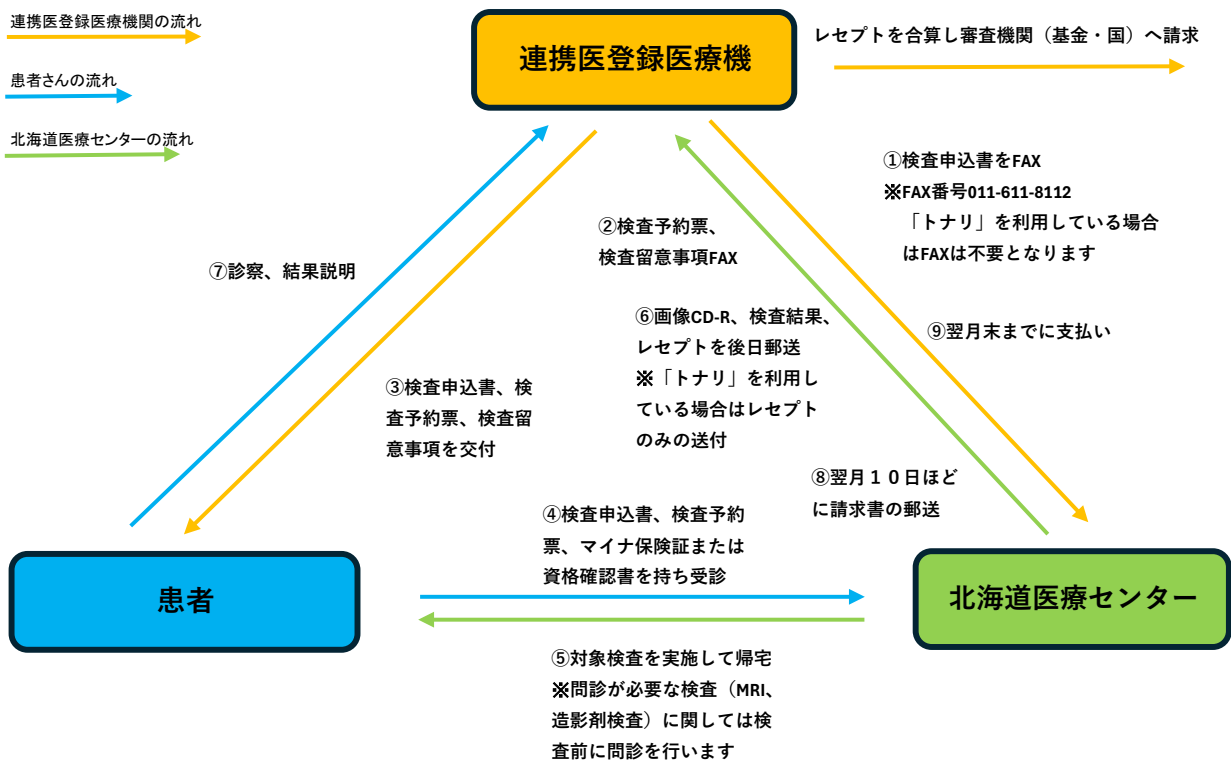 連携医登録医療機関の流れ
患者さんの流れ
北海道医療センターの流れ
連携医登録医療機
レセプトを合算し審査機関（基金・国）へ請求
①検査申込書をFAX
※FAX番号011-611-8112
「トナリ」を利用している場合
はFAXは不要となります
②検査予約票、
検査留意事項FAX
⑦診察、結果説明
⑥画像CD-R、検査結果、
レセプトを後日郵送
※「トナリ」を利用し
ている場合はレセプト
のみの送付
⑨翌月末までに支払い
③検査申込書、検
査予約票、検査留
意事項を交付
⑧翌月１０日ほど
に請求書の郵送
④検査申込書、検査予約
票、マイナ保険証または
資格確認書を持ち受診
患者
北海道医療センター
⑤対象検査を実施して帰宅
※問診が必要な検査（MRI、
造影剤検査）に関しては検
査前に問診を行います